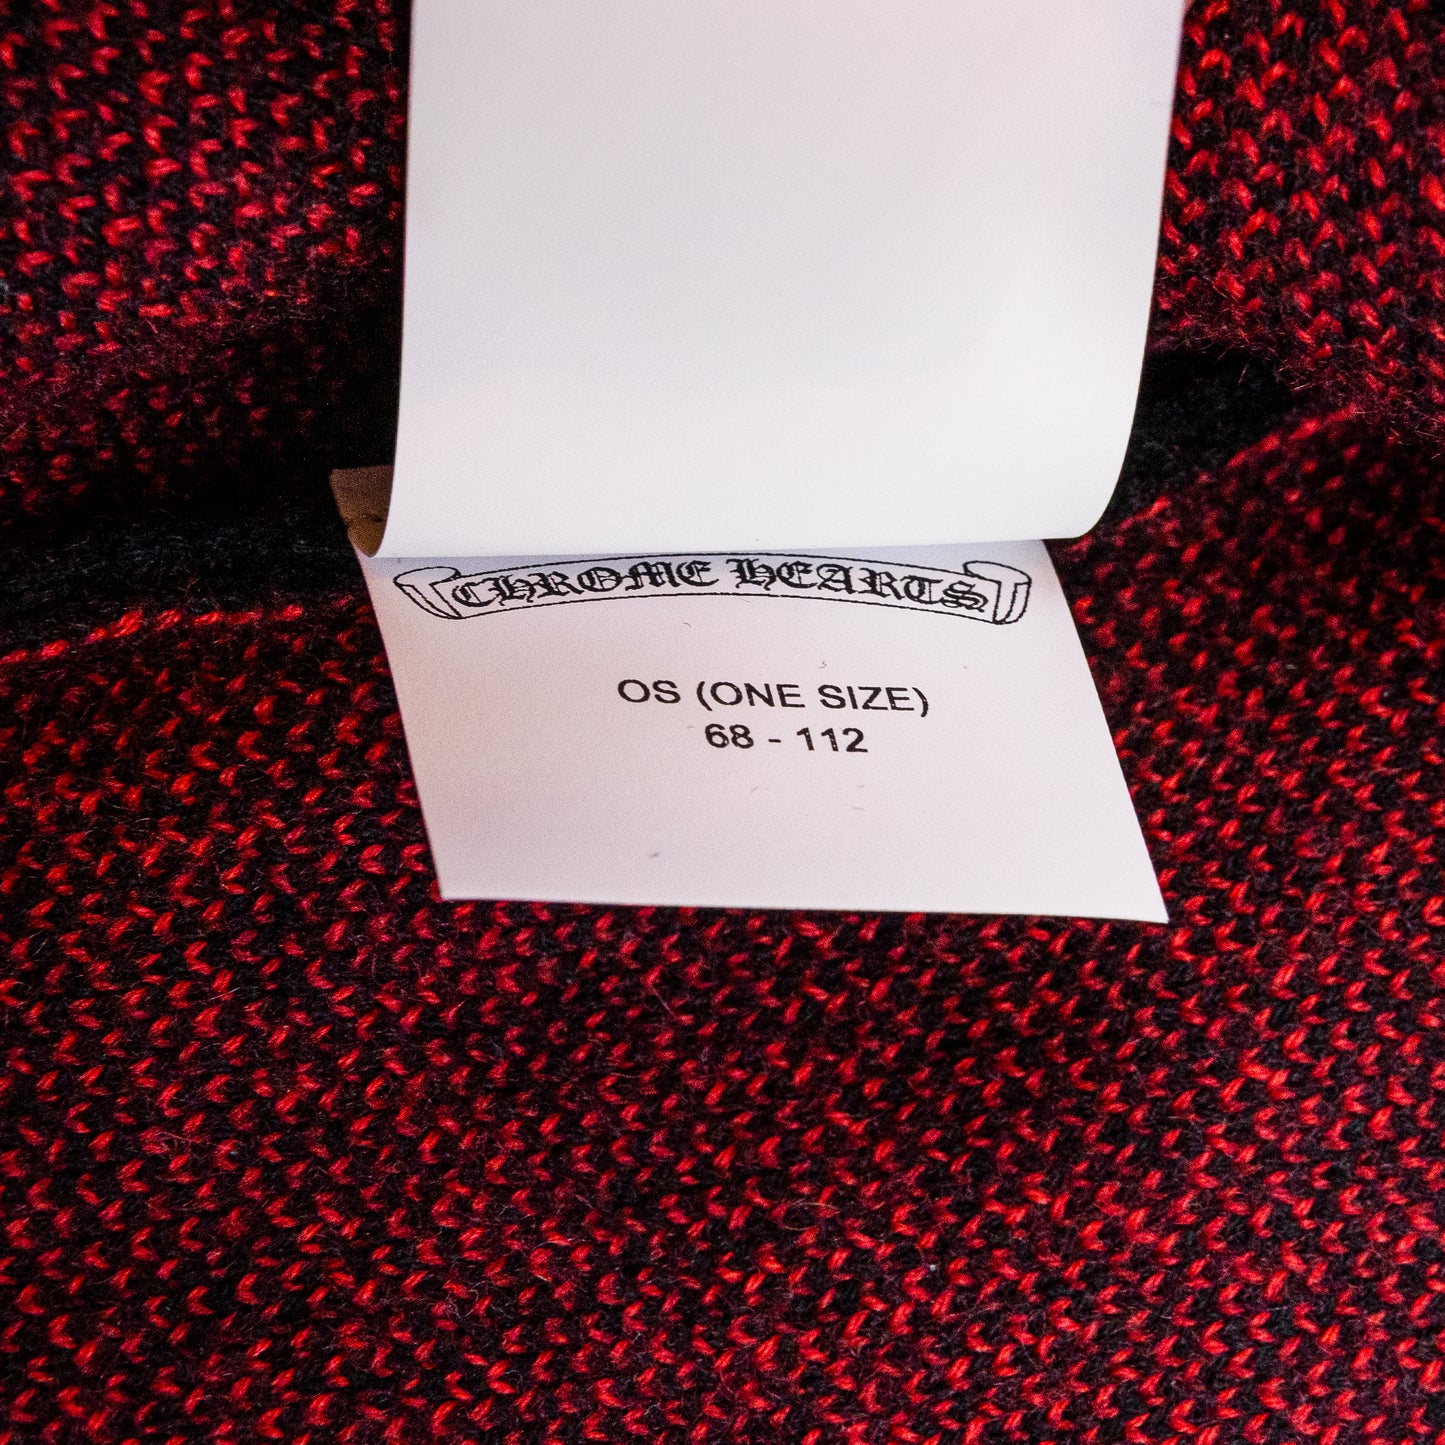 CHROME HEARTS
OS (ONE SIZE)
68 - 112